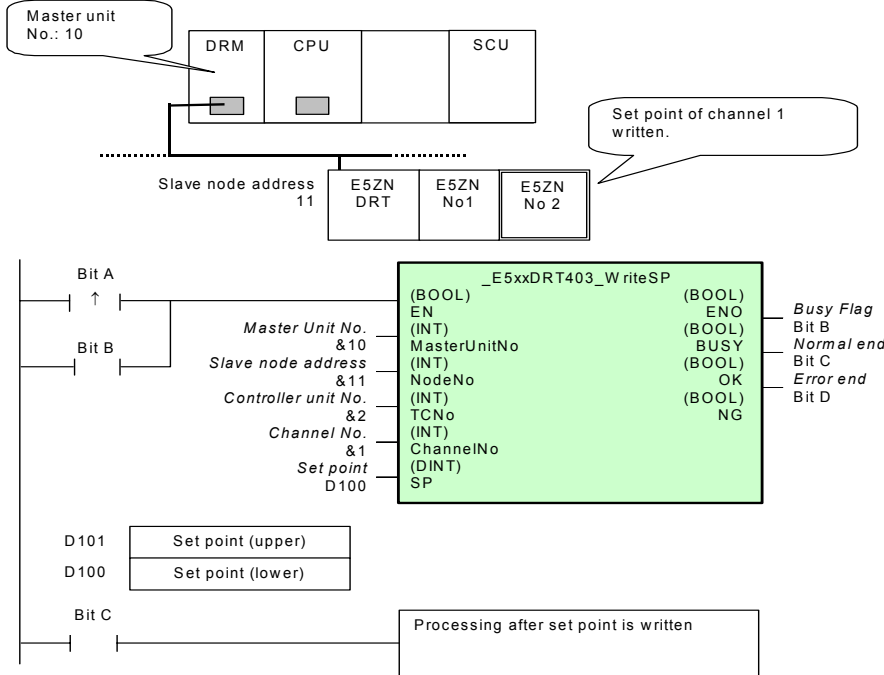 Master unit
No.: 10
DRM
CPU
SCU
Set point of channel 1
written.
Slave node address
11
E5ZN
DRT
E5ZN
No1
E5ZN
No 2
Bit A
↑
Bit B
_E5xxDRT403_WriteSP
(BOOL)
EN
(INT)
MasterUnitNo
(INT)
NodeNo
(INT)
TCNo
(INT)
ChannelNo
(DINT)
SP
(BOOL)
ENO
(BOOL)
BUSY
(BOOL)
OK
(BOOL)
NG
Master Unit No.
&10
Slave node address
&11
Controller unit No.
&2
Channel No.
&1
Set point
D100
Busy Flag
Bit B
Normal end
Bit C
Error end
Bit D
D101 Set point (upper)
D100 Set point (lower)
Bit C
Processing after set point is written